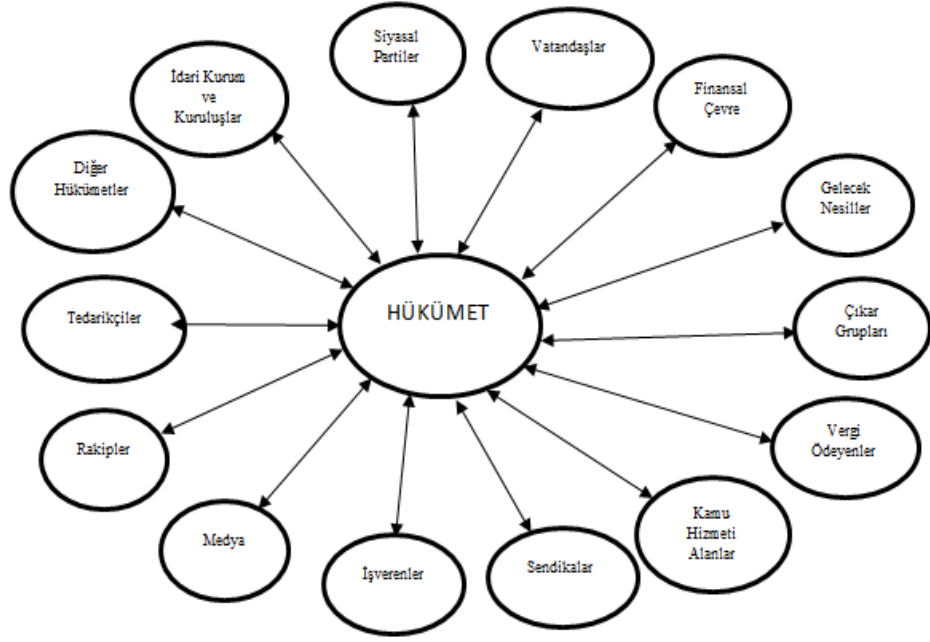 Siyasal
Partiler
Vatandaşlar
Finansal
Çevre
İdari Kurum
ve
Kuruluşlar
Diğer
Hükümetler
Gelecek
Nesiller
HÜKÜMET
Tedarikçiler
Çıkar
Grupları
Rakipler
Vergi
Ödeyenler
Medya
İşverenler
Sendikalar
Kamu
Hizmeti
Alanlar